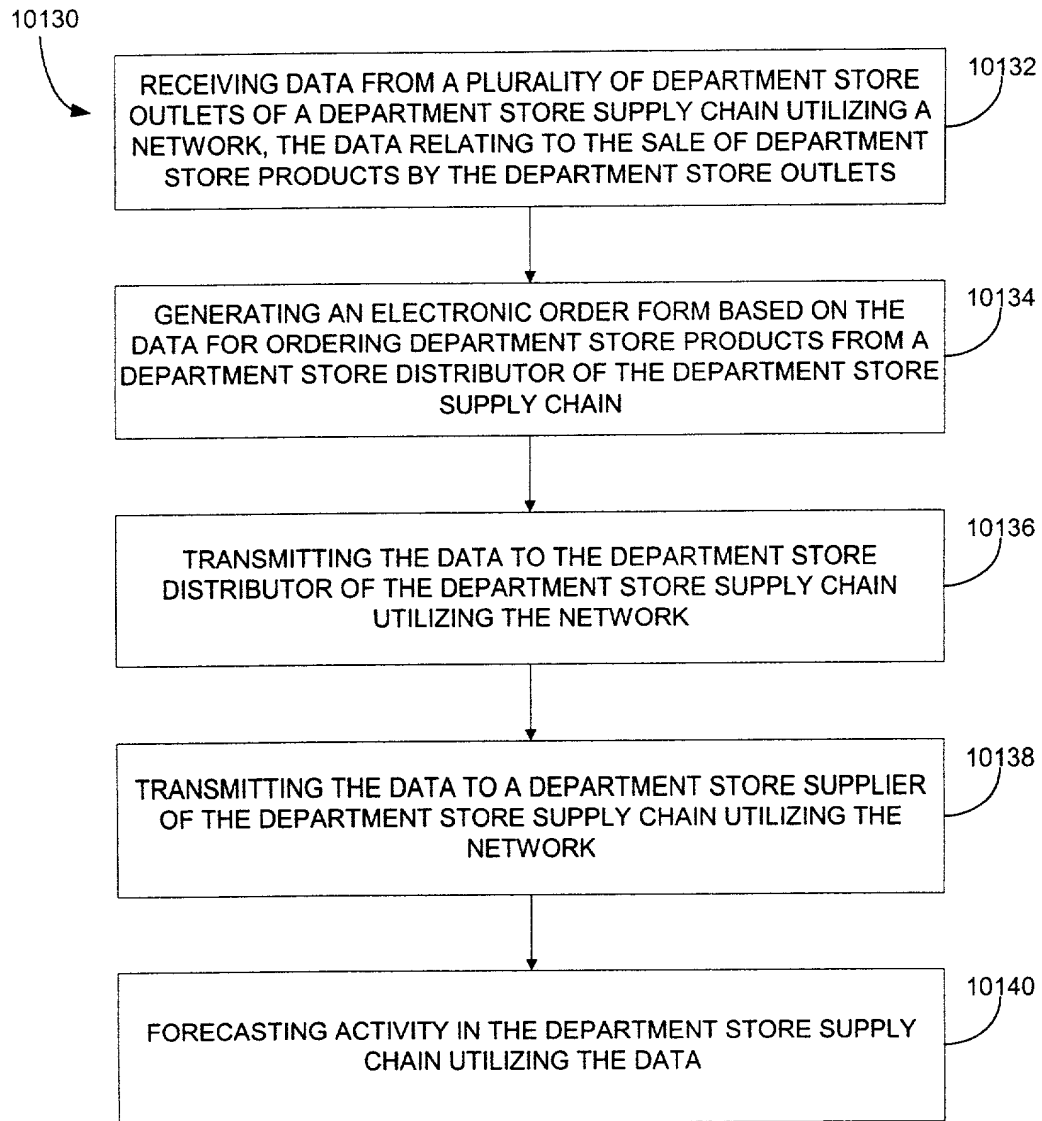 10130
RECEIVING DATA FROM A PLURALITY OF DEPARTMENT STORE
OUTLETS OF A DEPARTMENT STORE SUPPLY CHAIN UTILIZING A
NETWORK, THE DATA RELATING TO THE SALE OF DEPARTMENT
STORE PRODUCTS BY THE DEPARTMENT STORE OUTLETS
10132
GENERATING AN ELECTRONIC ORDER FORM BASED ON THE
DATA FOR ORDERING DEPARTMENT STORE PRODUCTS FROM A
DEPARTMENT STORE DISTRIBUTOR OF THE DEPARTMENT STORE
SUPPLY CHAIN
10134
TRANSMITTING THE DATA TO THE DEPARTMENT STORE
DISTRIBUTOR OF THE DEPARTMENT STORE SUPPLY CHAIN
UTILIZING THE NETWORK
10136
TRANSMITTING THE DATA TO A DEPARTMENT STORE SUPPLIER
OF THE DEPARTMENT STORE SUPPLY CHAIN UTILIZING THE
NETWORK
10138
FORECASTING ACTIVITY IN THE DEPARTMENT STORE SUPPLY
CHAIN UTILIZING THE DATA
10140